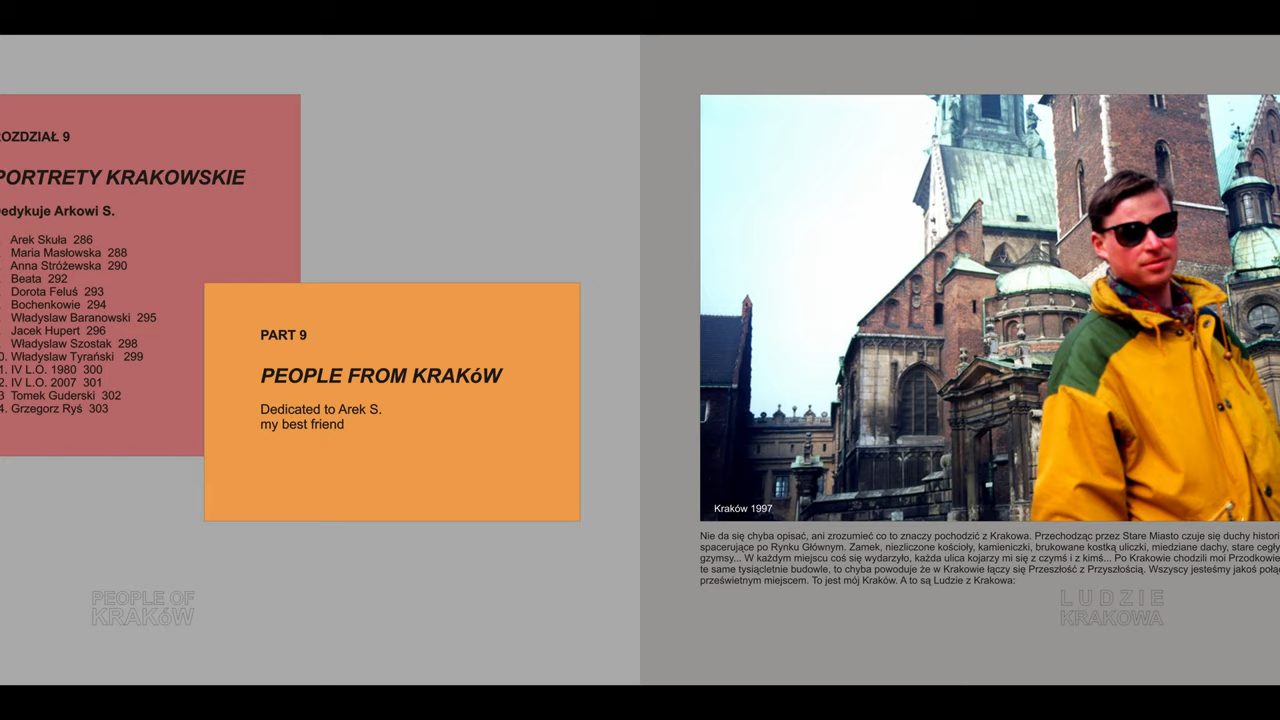 OZDZIAŁ 9
PORTRETY KRAKOWSKIE
edykuje Arkowi S.
Arek Skuła 286
Maria Masłowska 288
Anna Stróżewska 290
Beata 292
Dorota Feluś 293
Bochenkowie 294
Władysław Baranowski 295
Jacek Hupert 296
Władysław Szostak 298
0. Władysław Tyrański 299
1. IV L.O. 1980 300
2. IV L.O. 2007 301
3 Tomek Guderski 302
4. Grzegorz Ryś 303
PART 9
PEOPLE FROM KRAKóW
Dedicated to Arek S.
my best friend
PEOPLE OF
KRAKóW
Kraków 1997
Nie da się chyba opisać, ani zrozumieć co to znaczy pochodzić z Krakowa. Przechodząc przez Stare Miasto czuje się duchy histori
spacerujące po Rynku Głównym. Zamek, niezliczone kościoły, kamieniczki, brukowane kostką uliczki, miedziane dachy, stare cegły
gzymsy... W każdym miejscu coś się wydarzyło, każda ulica kojarzy mi się z czymś i z kimś... Po Krakowie chodzili moi Przodkowie
te same tysiącletnie budowle, to chyba powoduje że w Krakowie łączy się Przeszłość z Przyszłością. Wszyscy jesteśmy jakoś połą
prześwietnym miejscem. To jest mój Kraków. A to są Ludzie z Krakowa:
LUDZIE
KRAKOWA